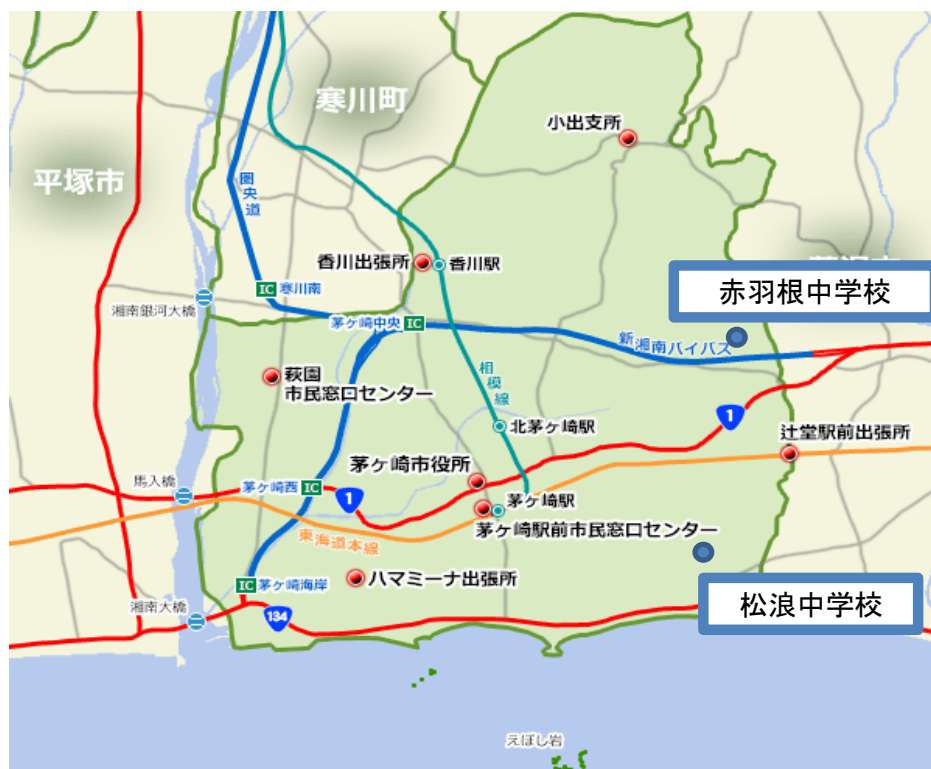 寒川町
小出支所
平塚市
圏央道
香川出張所
香川駅
赤羽根中学校
IC 寒川南
湘南銀河大橋
茅ヶ崎中央 IC
新湘南バイパス
相模線
萩園
市民窓口センター
1
北茅ヶ崎駅
辻堂駅前出張所
茅ヶ崎市役所
馬入橋
茅ヶ崎西 IC
1
茅ヶ崎駅
茅ヶ崎駅前市民窓口センター
東海道本線
IC 茅ヶ崎海岸
ハマミーナ出張所
松浪中学校
湘南大橋
134
えぼし岩